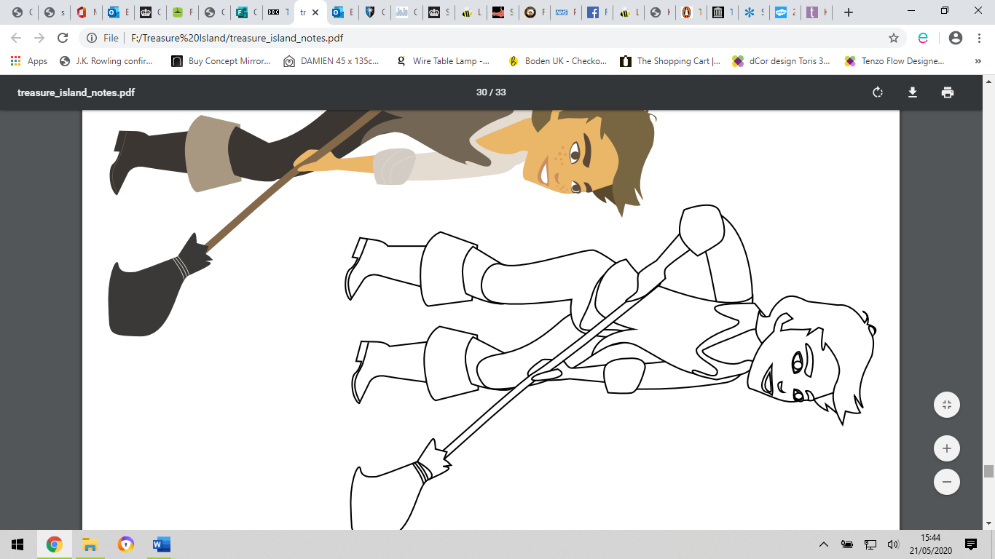 File F:/Treasure%20Island/treasure_island_notes.pdf
Apps J.K. Rowling confir... Buy Concept Mirror... DAMIEN 45 x 135c... Wire Table Lamp -... Boden UK - Checko... The Shopping Cart |... dCor design Toris 3... Tenzo Flow Designe... »
treasure_island_notes.pdf 30 / 33
15:44
21/05/2020